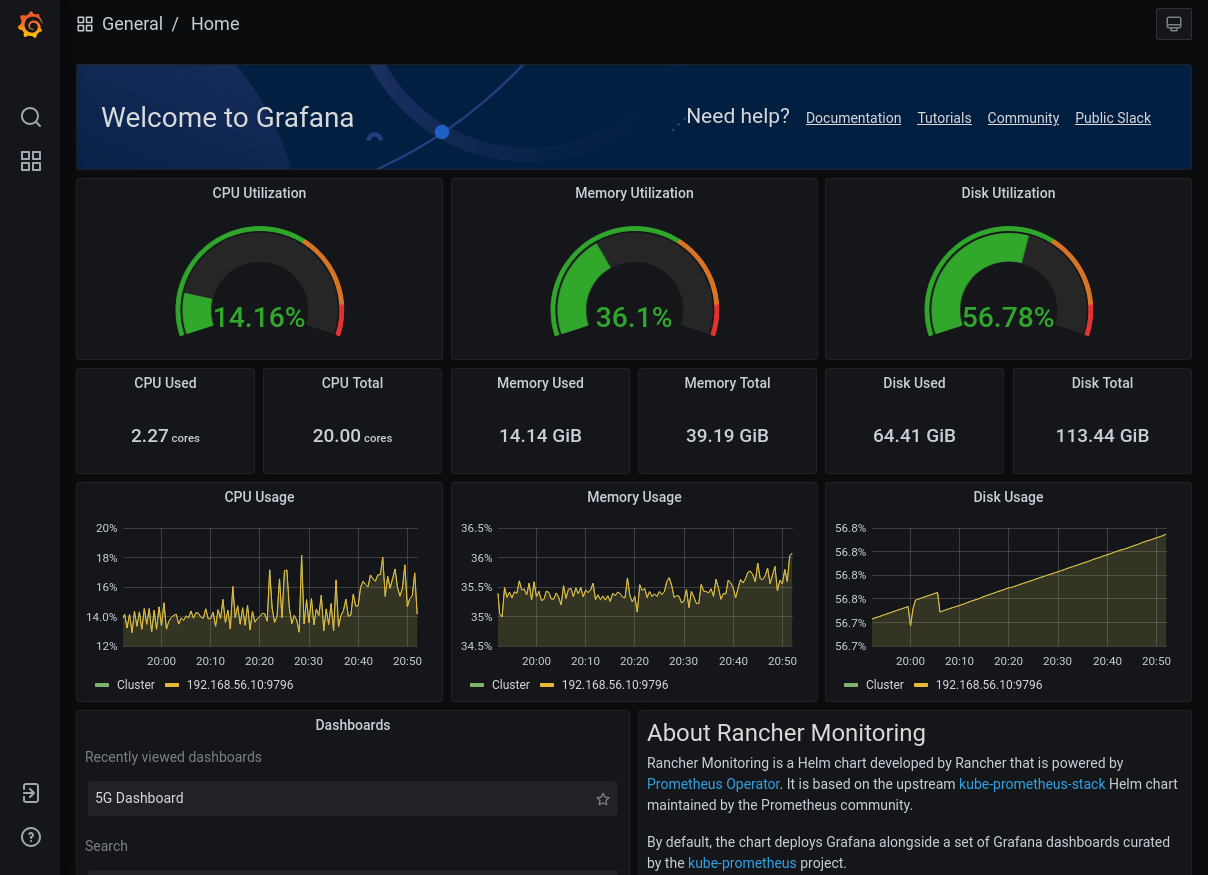 General / Home
Welcome to Grafana
Need help? Documentation Tutorials Community Public Slack
CPU Utilization
14.16%
Memory Utilization
36.1%
Disk Utilization
56.78%
CPU Used
2.27 cores
CPU Total
20.00 cores
Memory Used
14.14 GiB
Memory Total
39.19 GiB
Disk Used
64.41 GiB
Disk Total
113.44 GiB
CPU Usage
20%
18%
16%
14.0%
12%
20:00 20:10 20:20 20:30 20:40 20:50
Cluster 192.168.56.10:9796
Memory Usage
36.5%
36%
35.5%
35%
34.5%
20:00 20:10 20:20 20:30 20:40 20:50
Cluster 192.168.56.10:9796
Disk Usage
56.8%
56.8%
56.8%
56.8%
56.7%
56.7%
20:00 20:10 20:20 20:30 20:40 20:50
Cluster 192.168.56.10:9796
Dashboards
Recently viewed dashboards
5G Dashboard
Search
About Rancher Monitoring
Rancher Monitoring is a Helm chart developed by Rancher that is powered by
Prometheus Operator. It is based on the upstream kube-prometheus-stack Helm chart
maintained by the Prometheus community.
By default, the chart deploys Grafana alongside a set of Grafana dashboards curated
by the kube-prometheus project.